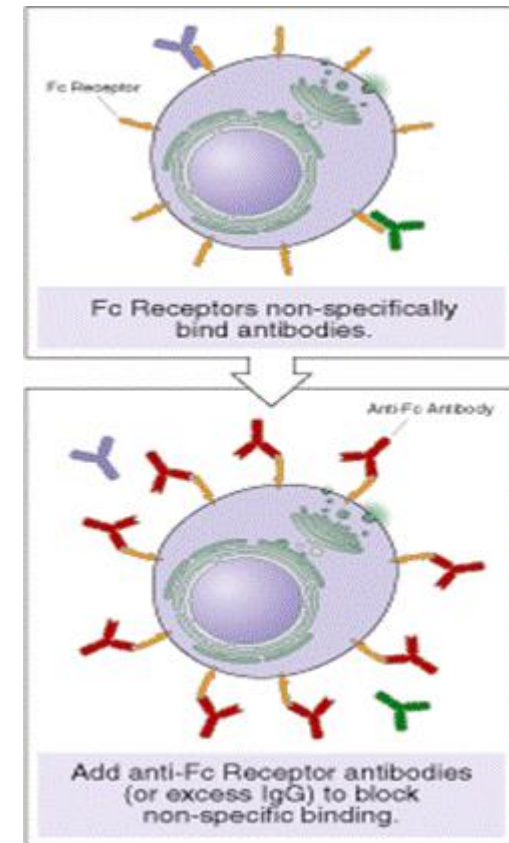 Fc Receptor
Fc Receptors non-specifically
bind antibodies.
Anti-Fc Antibody
Add anti-Fc Receptor antibodies
(or excess IgG) to block
non-specific binding.